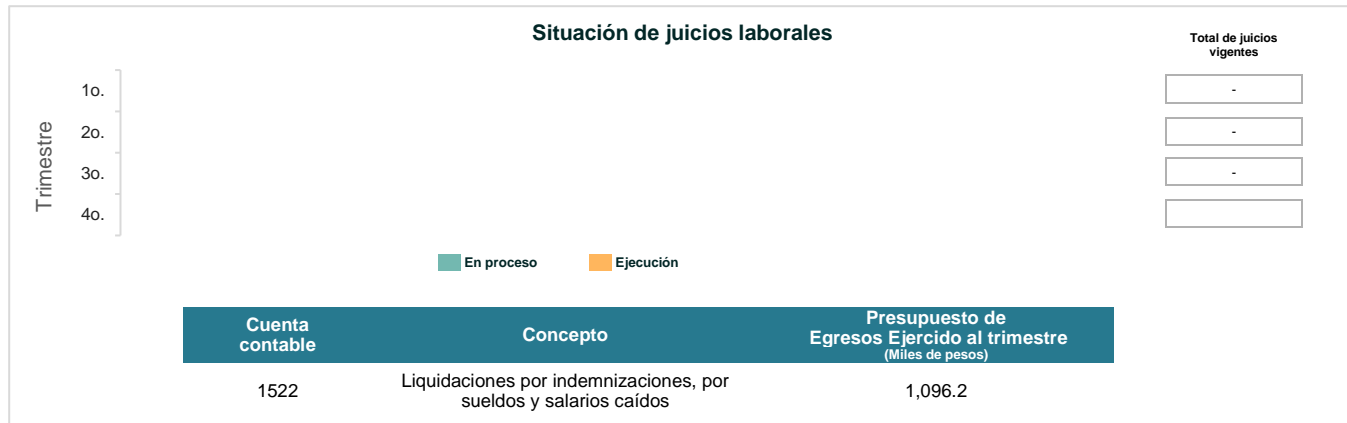 Situación de juicios laborales
Total de juicios
vigentes
Trimestre
1o.
-
2o.
-
3o.
-
4o.
En proceso
Ejecución
Cuenta
contable
Concepto
Presupuesto de
Egresos Ejercido al trimestre
(Miles de pesos)
1522
Liquidaciones por indemnizaciones, por
sueldos y salarios caídos
1,096.2